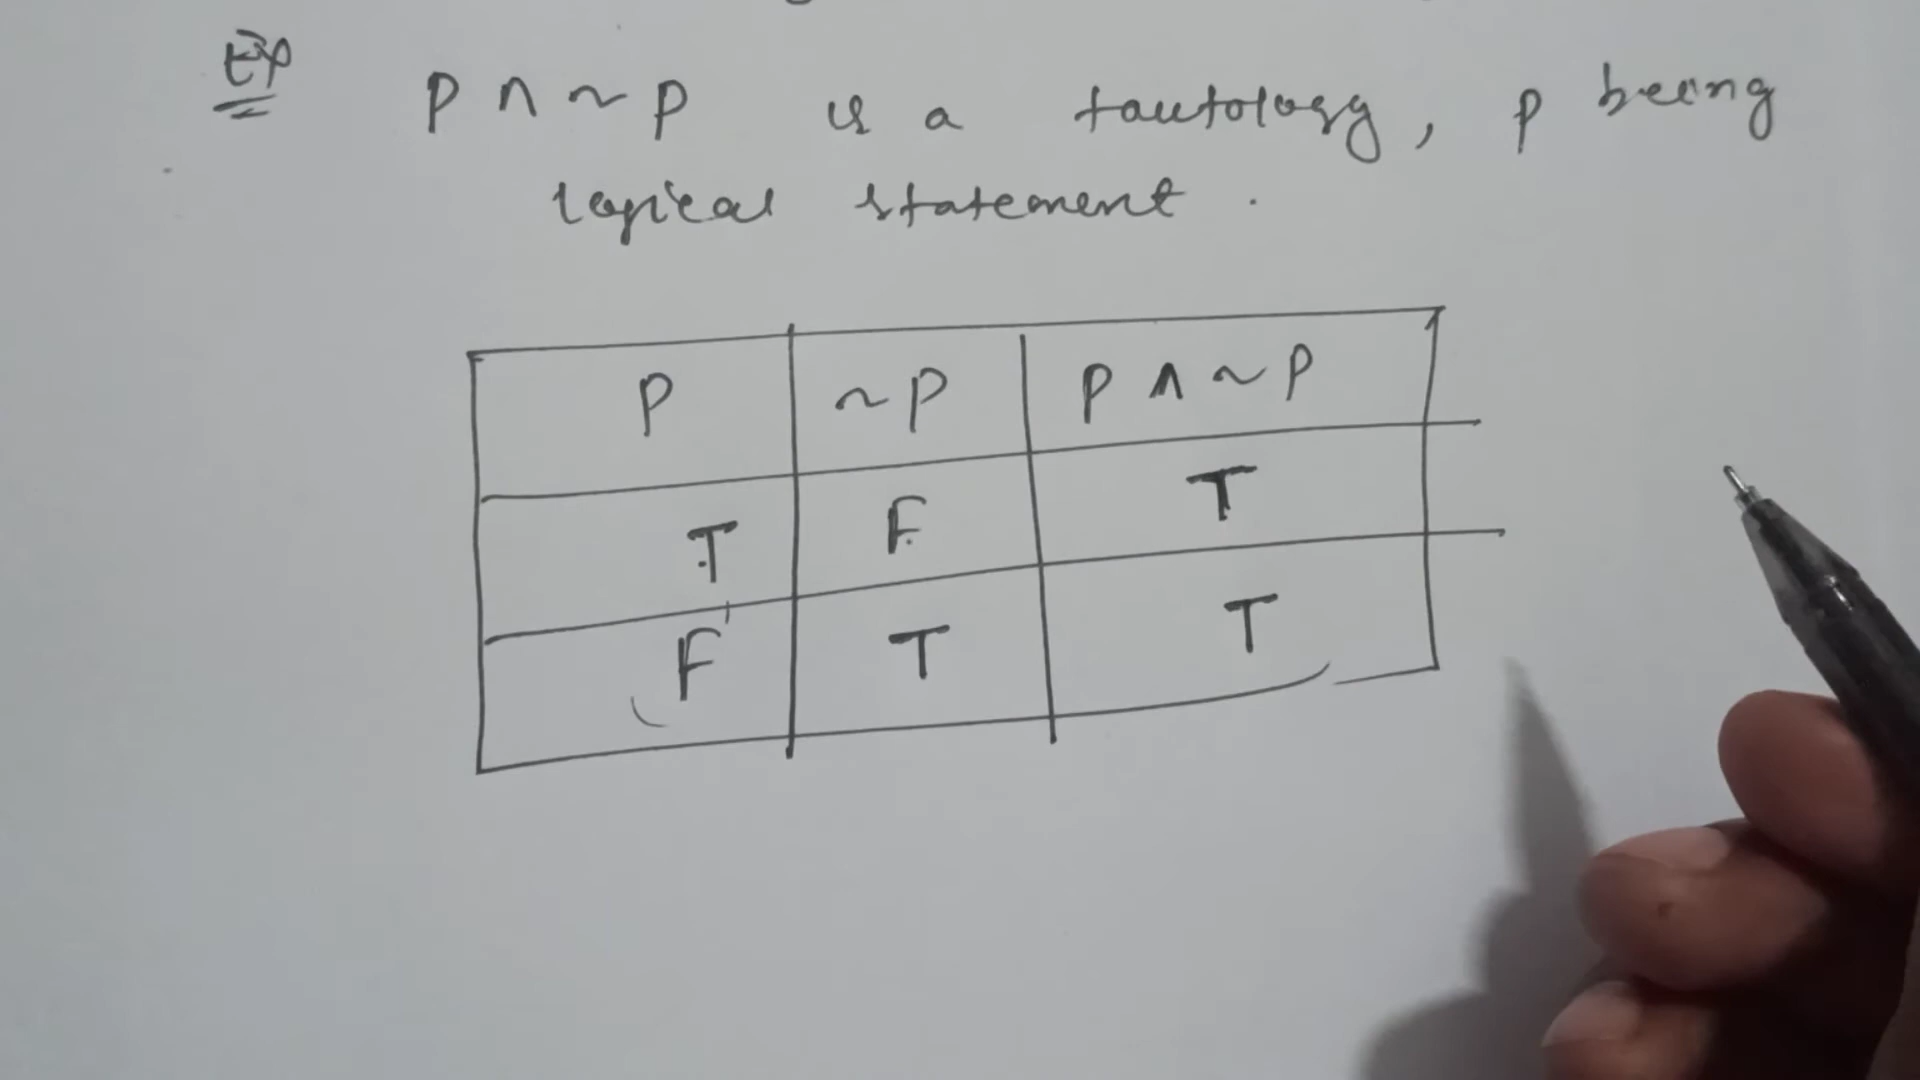 Ex p ∧ ~ p is a tautology, p being
logical statement.
P ~P P ∧ ~P
T F T
F T T